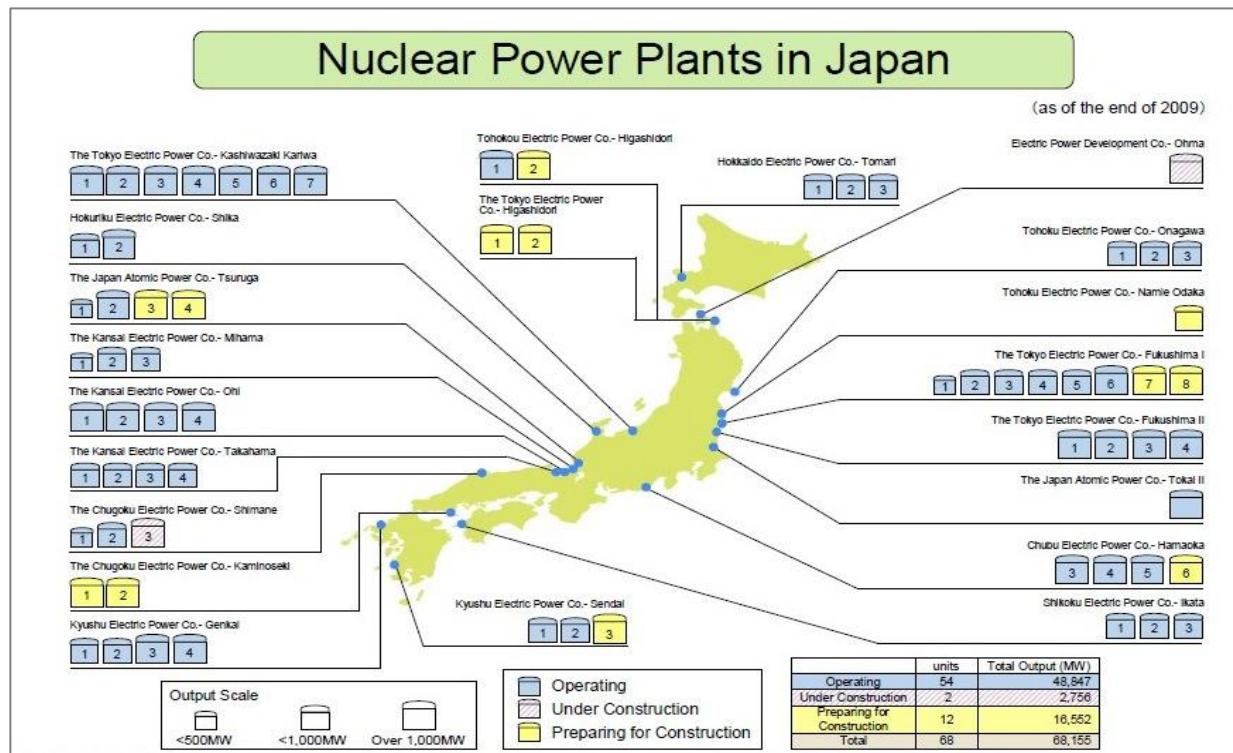 Nuclear Power Plants in Japan
(as of the end of 2009)
The Tokyo Electric Power Co.- Kashiwazaki Kariwa
1 2 3 4 5 6 7
Hokuriku Electric Power Co.- Shika
1 2
The Japan Atomic Power Co.- Tsuruga
1 2 3 4
The Kansai Electric Power Co.- Mihama
1 2 3
The Kansai Electric Power Co.- Ohi
1 2 3 4
The Kansai Electric Power Co.- Takahama
1 2 3 4
The Chugoku Electric Power Co.- Shimane
1 2 3
The Chugoku Electric Power Co.- Kaminoseki
1 2
Kyushu Electric Power Co.- Genkai
1 2 3 4
Tohokou Electric Power Co.- Higashidori
1 2
The Tokyo Electric Power
Co.- Higashidori
1 2
Hokkaido Electric Power Co.- Tomari
1 2 3
Electric Power Development Co.- Ohma
Tohoku Electric Power Co.- Onagawa
1 2 3
Tohoku Electric Power Co.- Namie Odaka
The Tokyo Electric Power Co.- Fukushima I
1 2 3 4 5 6 7 8
The Tokyo Electric Power Co.- Fukushima II
1 2 3 4
The Japan Atomic Power Co.- Tokai II
Chubu Electric Power Co.- Hamaoka
3 4 5 6
Shikoku Electric Power Co.- Ikata
1 2 3
Kyushu Electric Power Co.- Sendai
1 2 3
Output Scale
<500MW <1,000MW Over 1,000MW
Operating
Under Construction
Preparing for Construction
units Total Output (MW)
Operating 54 48,847
Under Construction 2 2,756
Preparing for
Construction 12 16,552
Total 68 68,155